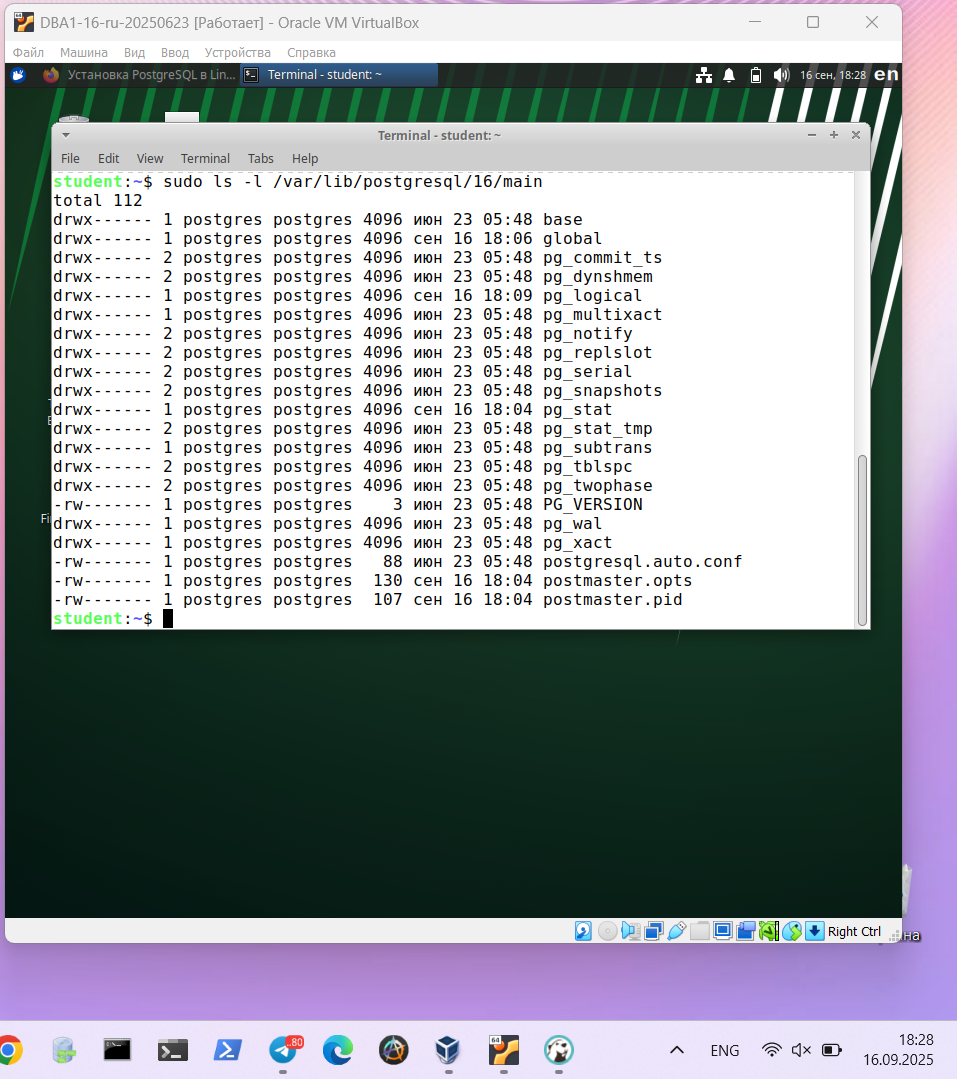 DBA1-16-ru-20250623 [Работает] - Oracle VM VirtualBox
Файл Машина Вид Ввод Устройства Справка
Установка PostgreSQL в Lin... Terminal - student: ~ 16 сен, 18:28 en
Terminal - student: ~
File Edit View Terminal Tabs Help
student:~$ sudo ls -l /var/lib/postgresql/16/main
total 112
drwx------ 1 postgres postgres 4096 июн 23 05:48 base
drwx------ 1 postgres postgres 4096 сен 16 18:06 global
drwx------ 2 postgres postgres 4096 июн 23 05:48 pg_commit_ts
drwx------ 2 postgres postgres 4096 июн 23 05:48 pg_dynshmem
drwx------ 1 postgres postgres 4096 сен 16 18:09 pg_logical
drwx------ 1 postgres postgres 4096 июн 23 05:48 pg_multixact
drwx------ 2 postgres postgres 4096 июн 23 05:48 pg_notify
drwx------ 2 postgres postgres 4096 июн 23 05:48 pg_replslot
drwx------ 2 postgres postgres 4096 июн 23 05:48 pg_serial
drwx------ 2 postgres postgres 4096 июн 23 05:48 pg_snapshots
drwx------ 1 postgres postgres 4096 сен 16 18:04 pg_stat
drwx------ 2 postgres postgres 4096 июн 23 05:48 pg_stat_tmp
drwx------ 1 postgres postgres 4096 июн 23 05:48 pg_subtrans
drwx------ 2 postgres postgres 4096 июн 23 05:48 pg_tblspc
drwx------ 2 postgres postgres 4096 июн 23 05:48 pg_twophase
-rw------- 1 postgres postgres 3 июн 23 05:48 PG_VERSION
drwx------ 1 postgres postgres 4096 июн 23 05:48 pg_wal
drwx------ 1 postgres postgres 4096 июн 23 05:48 pg_xact
-rw------- 1 postgres postgres 88 июн 23 05:48 postgresql.auto.conf
-rw------- 1 postgres postgres 130 сен 16 18:04 postmaster.opts
-rw------- 1 postgres postgres 107 сен 16 18:04 postmaster.pid
student:~$
Right Ctrl
..80
64
ENG
18:28
16.09.2025